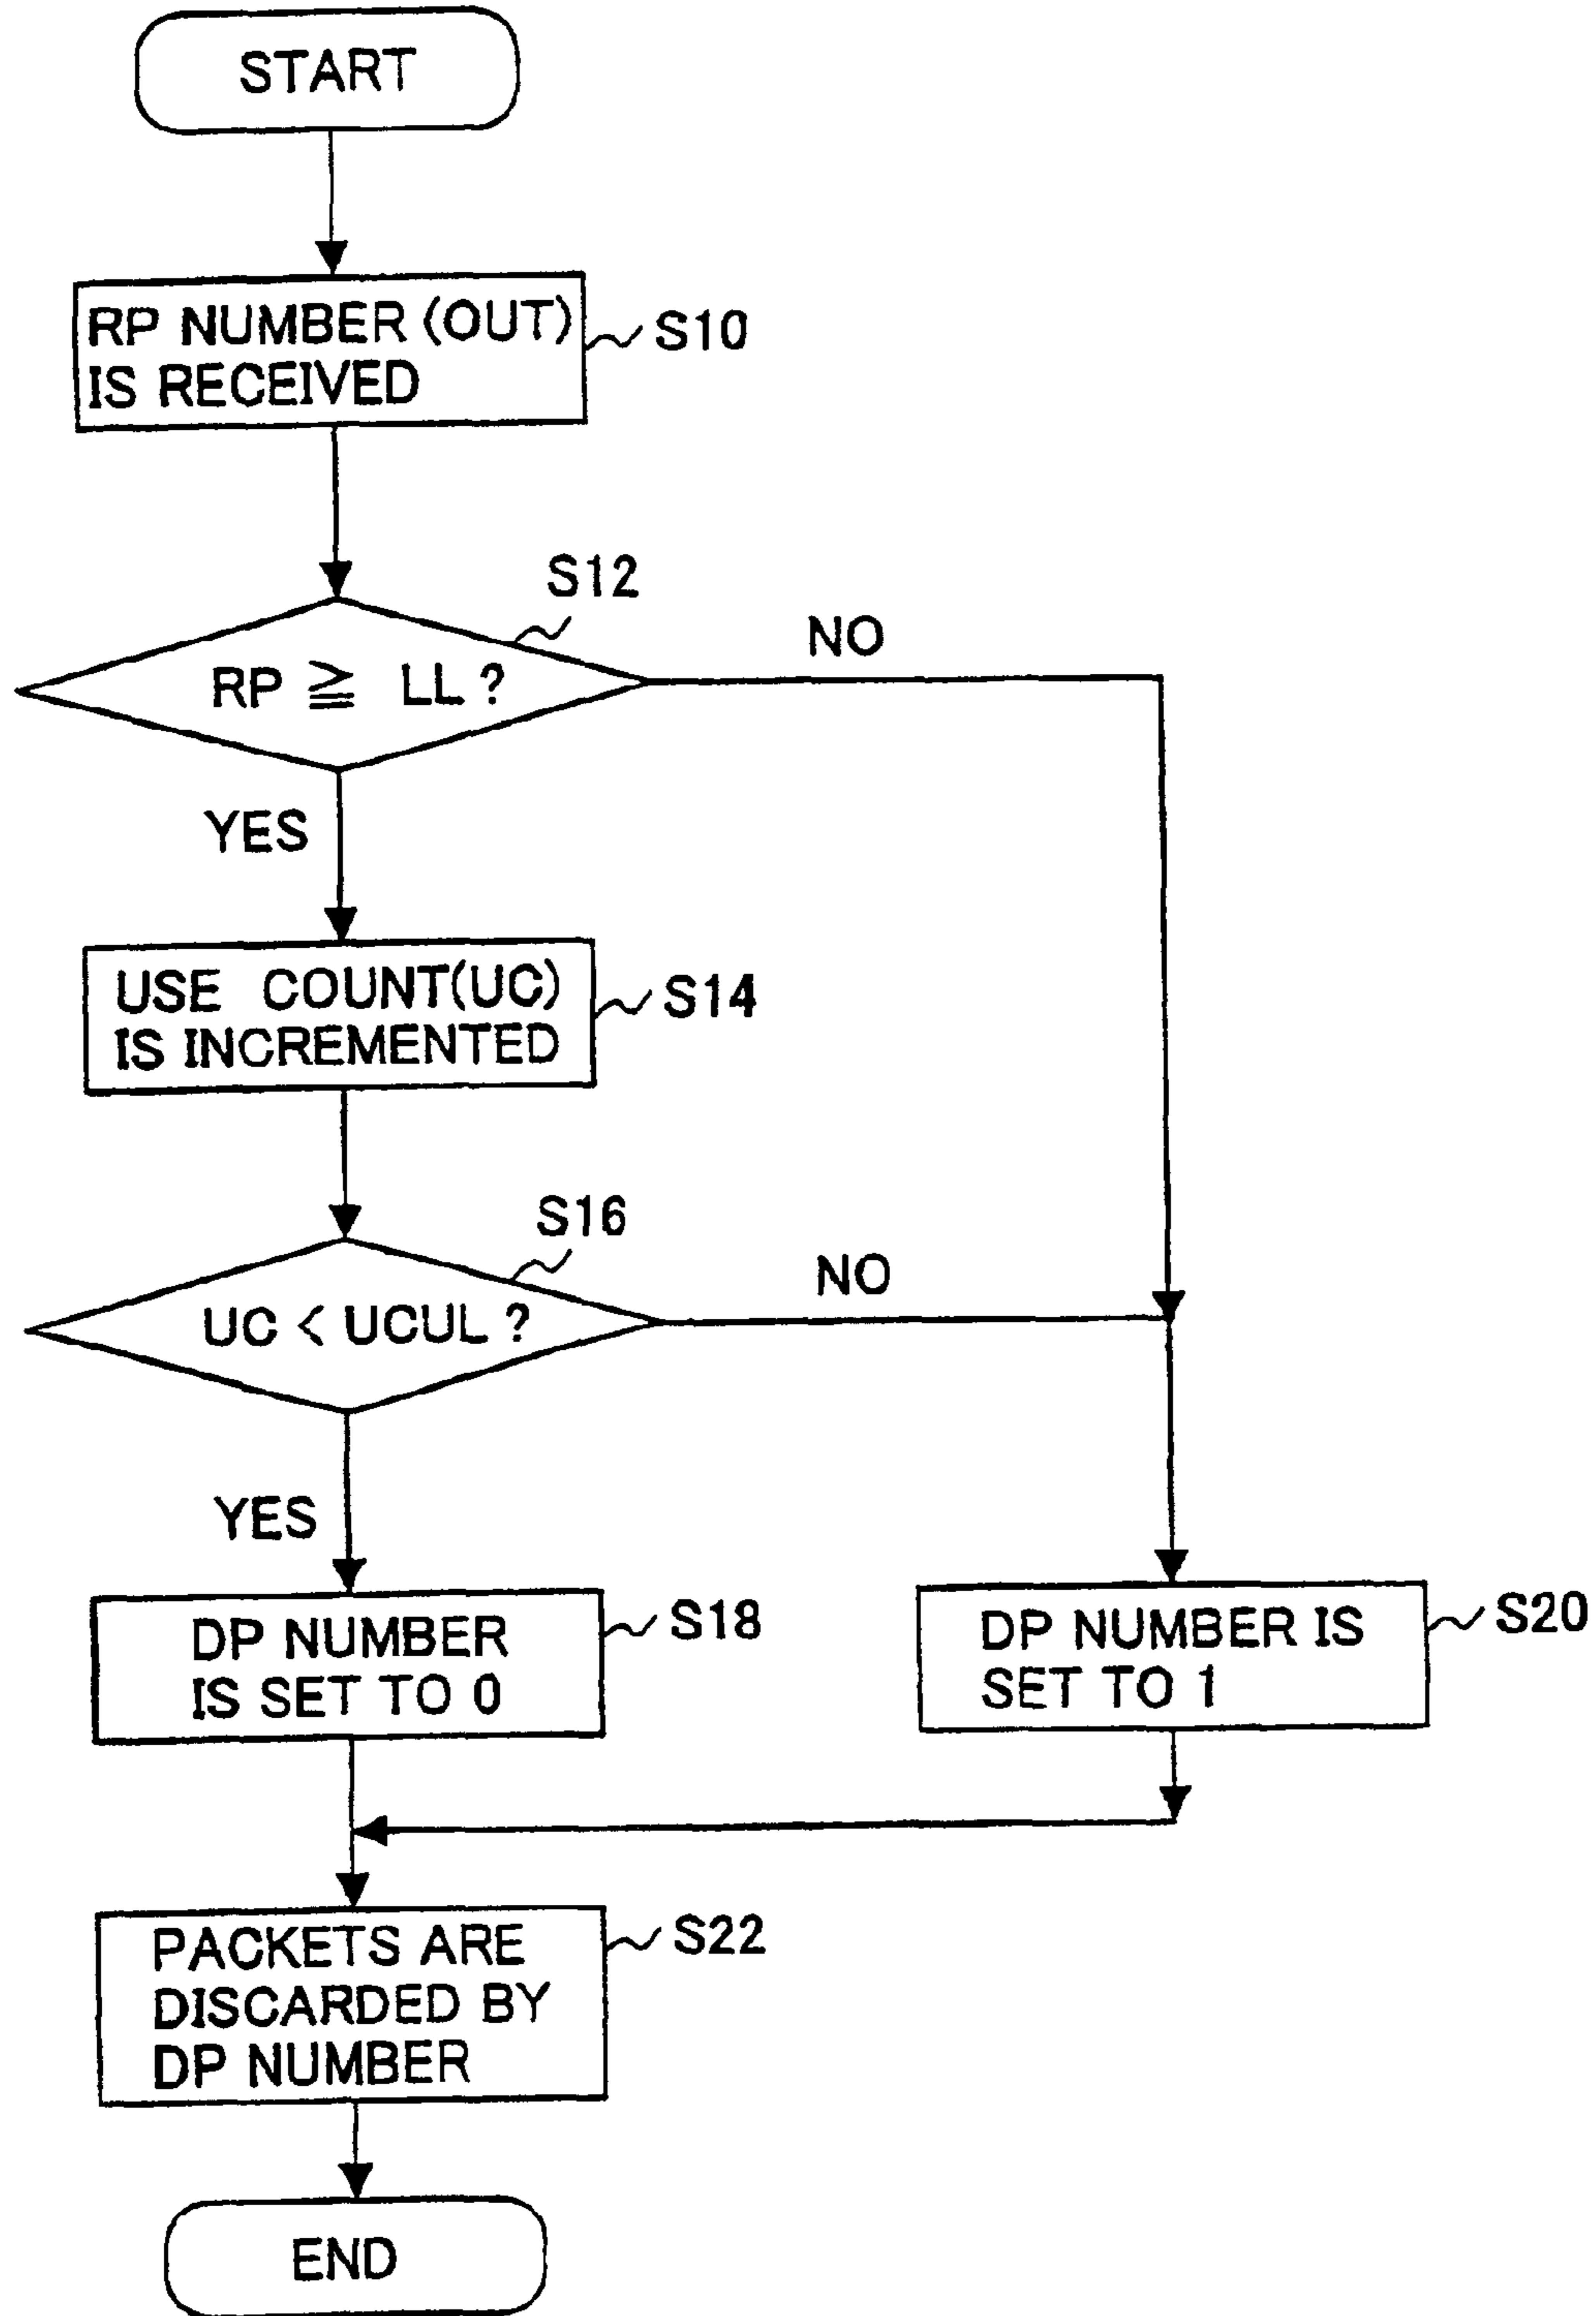 START
RP NUMBER (OUT)
IS RECEIVED
S10
S12
RP ≧ LL ?
NO
YES
USE COUNT(UC)
IS INCREMENTED
S14
S16
UC < UCUL ?
NO
YES
DP NUMBER
IS SET TO 0
S18
DP NUMBER IS
SET TO 1
S20
PACKETS ARE
DISCARDED BY
DP NUMBER
S22
END